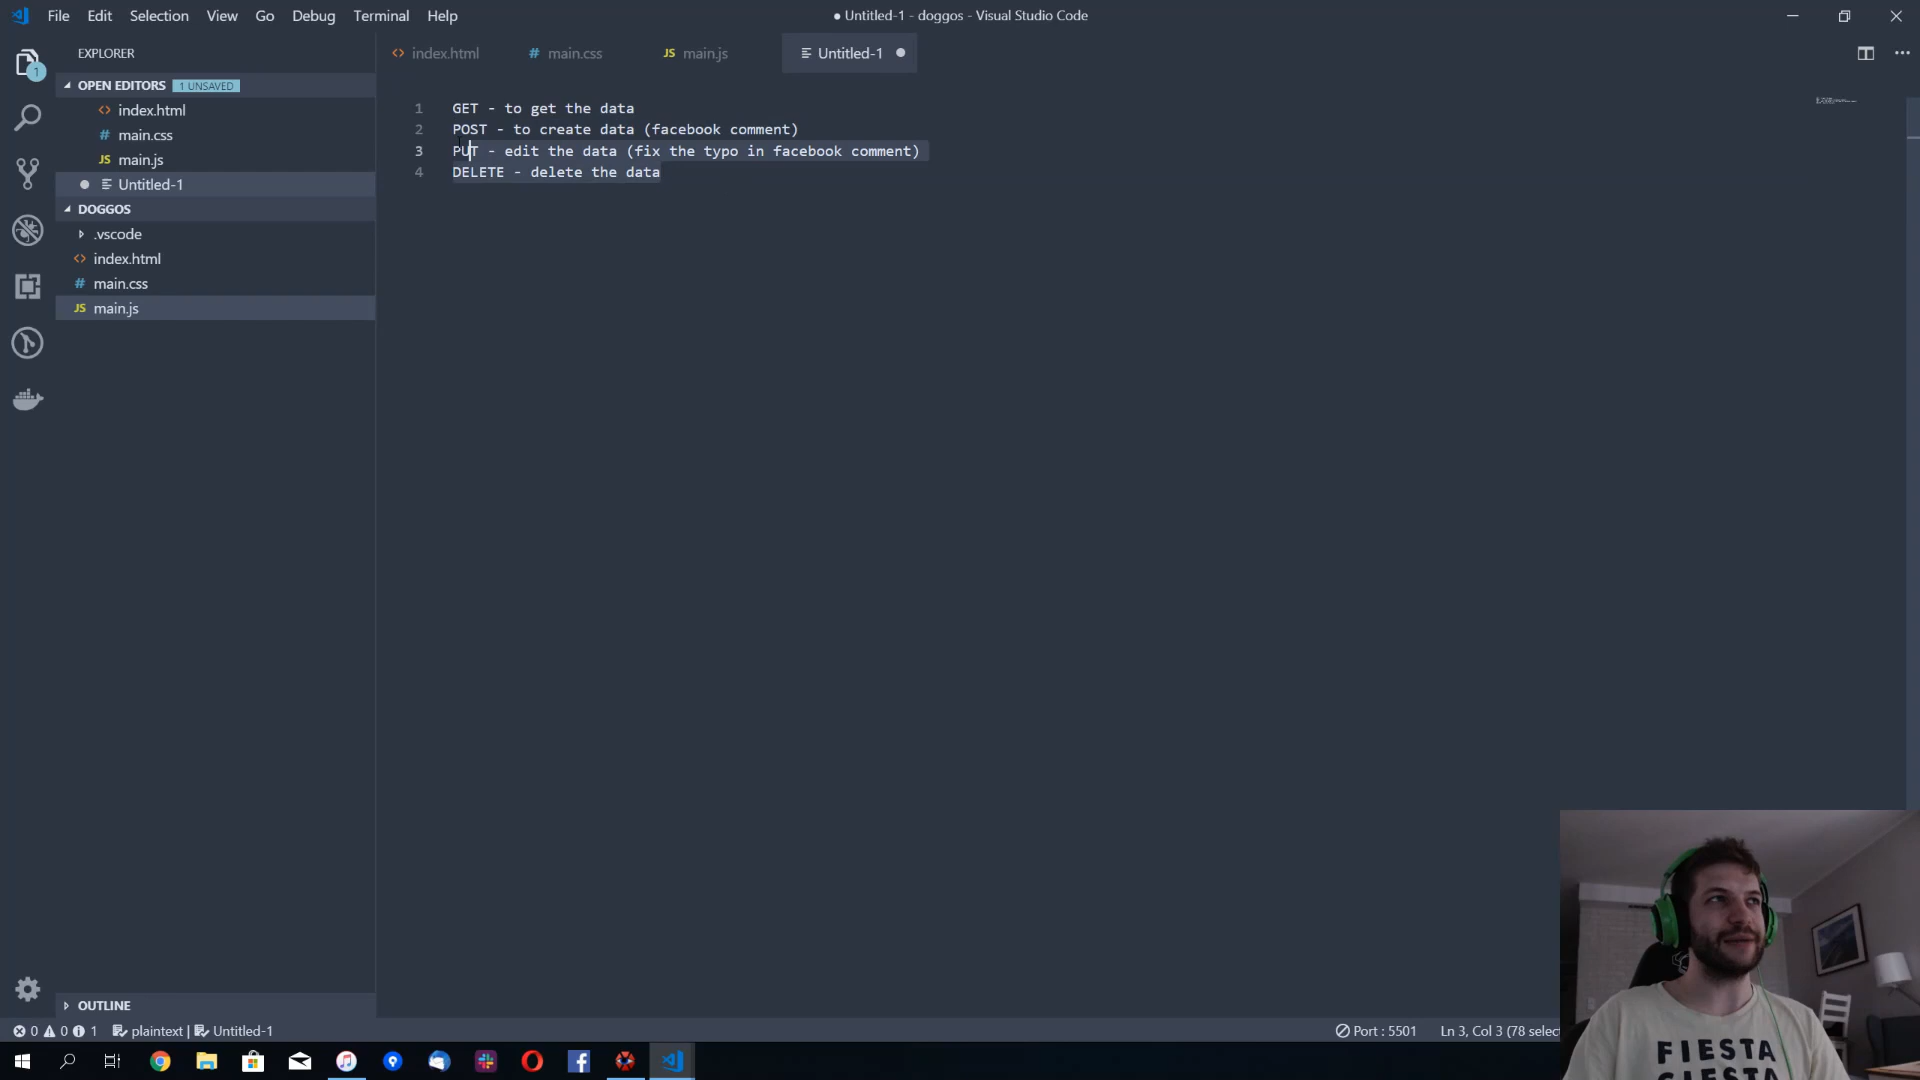 File Edit Selection View Go Debug Terminal Help
● Untitled-1 - doggos - Visual Studio Code
EXPLORER
OPEN EDITORS 1 UNSAVED
index.html
main.css
main.js
Untitled-1
DOGGOS
.vscode
index.html
main.css
main.js
OUTLINE
index.html main.css main.js Untitled-1
1 GET - to get the data
2 POST - to create data (facebook comment)
3 PUT - edit the data (fix the typo in facebook comment)
4 DELETE - delete the data
0 0 1 plaintext | Untitled-1
Port : 5501 Ln 3, Col 3 (78 selec
FIESTA